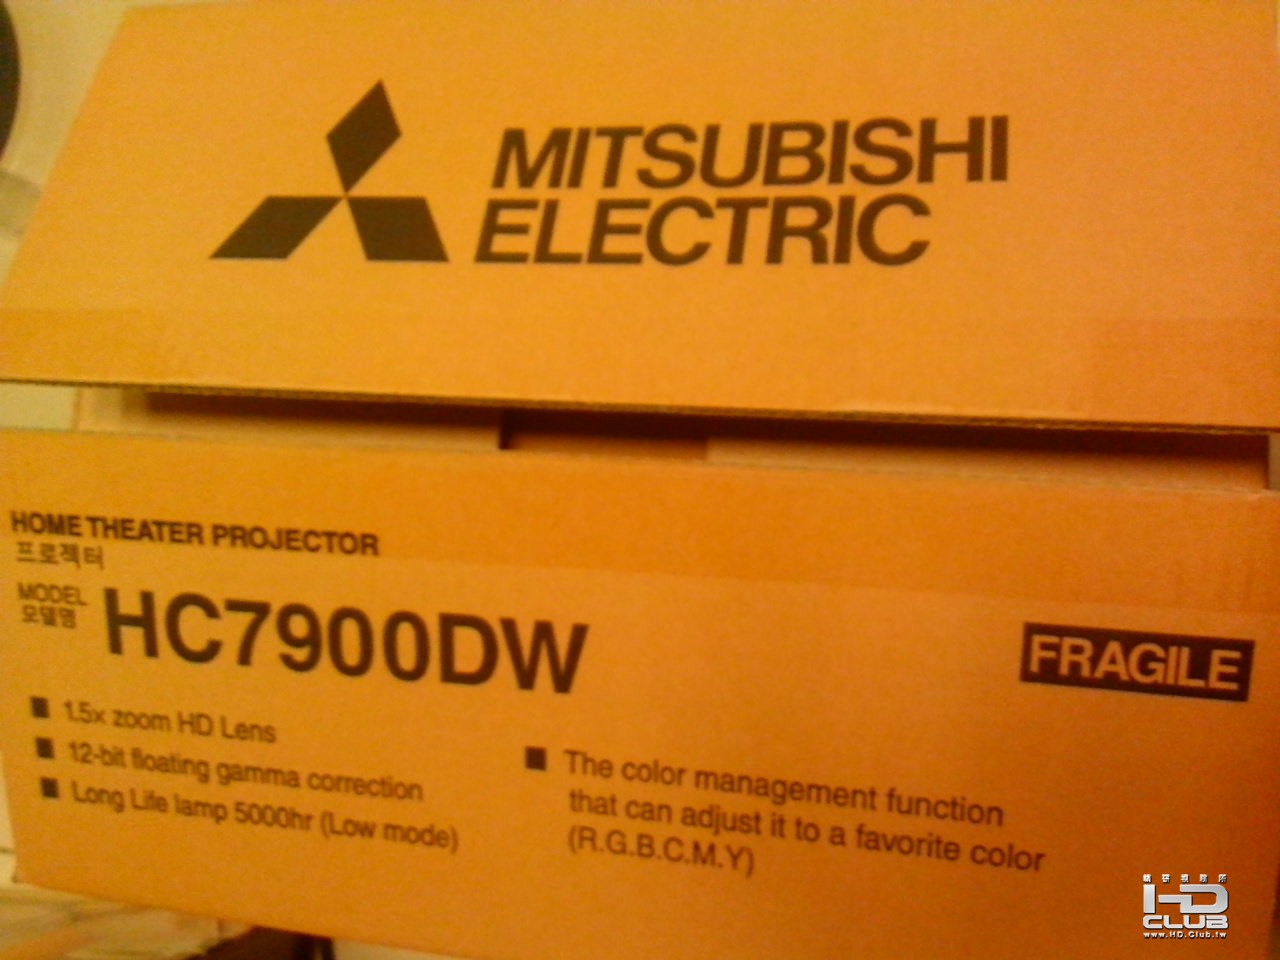 MITSUBISHI
ELECTRIC
HOME THEATER PROJECTOR
프로젝터
MODEL
모델명
HC7900DW
FRAGILE
■ 1.5x zoom HD Lens
■ 12-bit floating gamma correction
■ Long Life lamp 5000hr (Low mode)
■ The color management function
that can adjust it to a favorite color
(R.G.B.C.M.Y)
HD
CLUB
www.HD.Club.tw